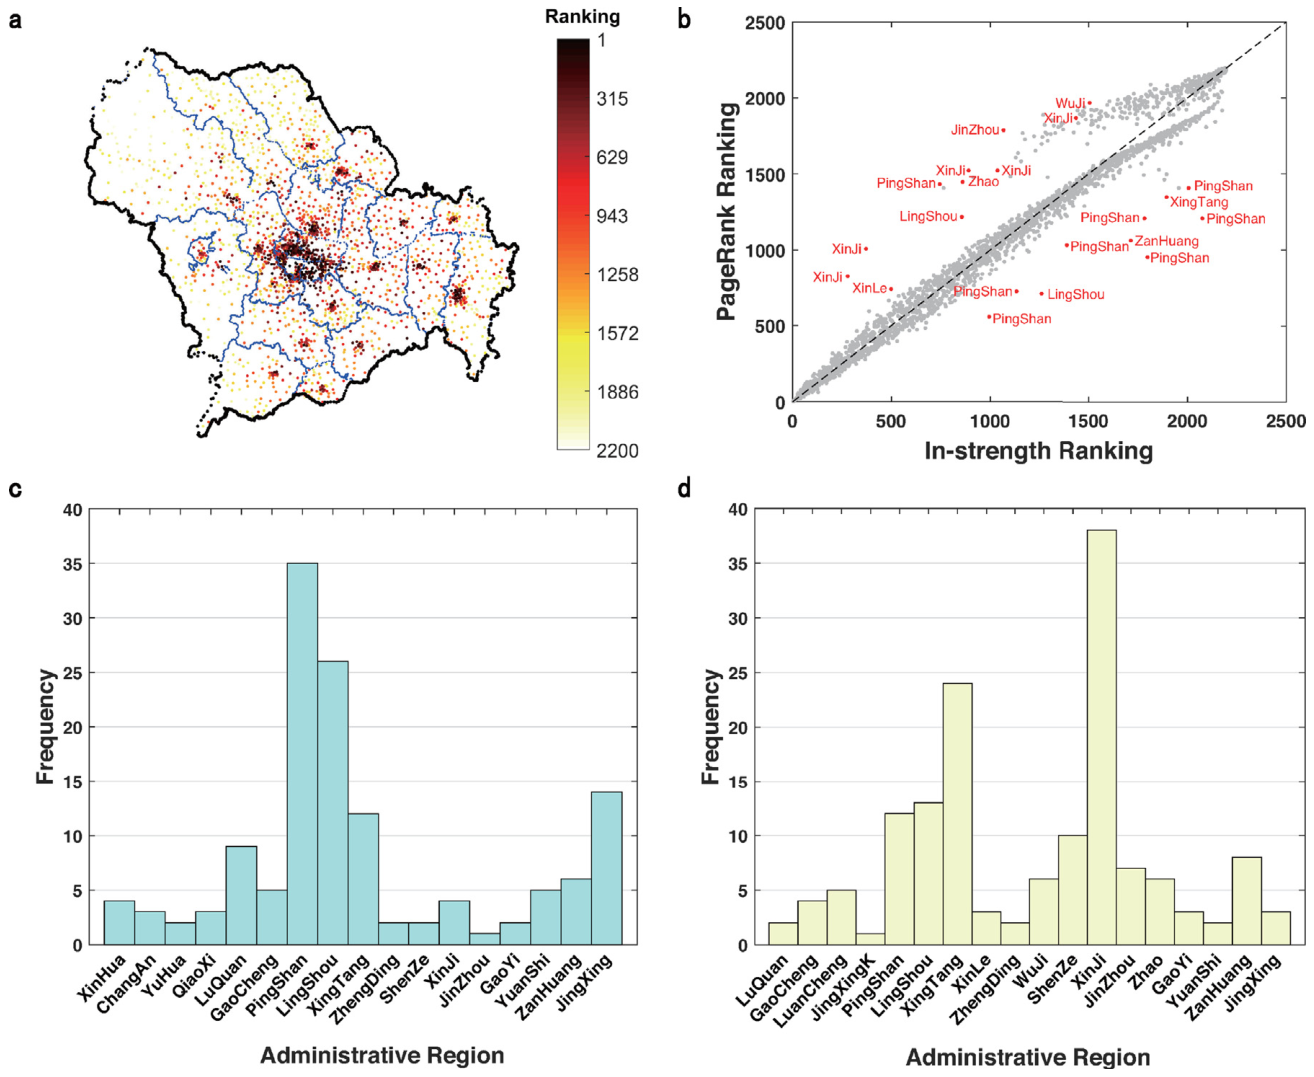 a
Ranking
1
315
629
943
1258
1572
1886
2200
b
2500
2000
1500
1000
500
0
PageRank Ranking
WuJi
XinJi
JinZhou
XinJi
XinJi
PingShan
Zhao
PingShan
XingTang
LingShou
PingShan
PingShan
XinJi
PingShan
ZanHuang
PingShan
XinJi
XinLe
PingShan
LingShou
PingShan
0
500
1000
1500
2000
2500
In-strength Ranking
c
40
35
30
25
20
15
10
5
0
Frequency
XinHua
ChangAn
YuHua
QiaoXi
LuQuan
GaoCheng
PingShan
LingShou
XingTang
ZhengDing
ShenZe
XinJi
JinZhou
GaoYi
YuanShi
ZanHuang
JingXing
Administrative Region
d
40
35
30
25
20
15
10
5
0
Frequency
LuQuan
GaoCheng
LuanCheng
JingXingK
PingShan
LingShou
XingTang
XinLe
ZhengDing
WuJi
ShenZe
XinJi
JinZhou
Zhao
GaoYi
YuanShi
ZanHuang
JingXing
Administrative Region